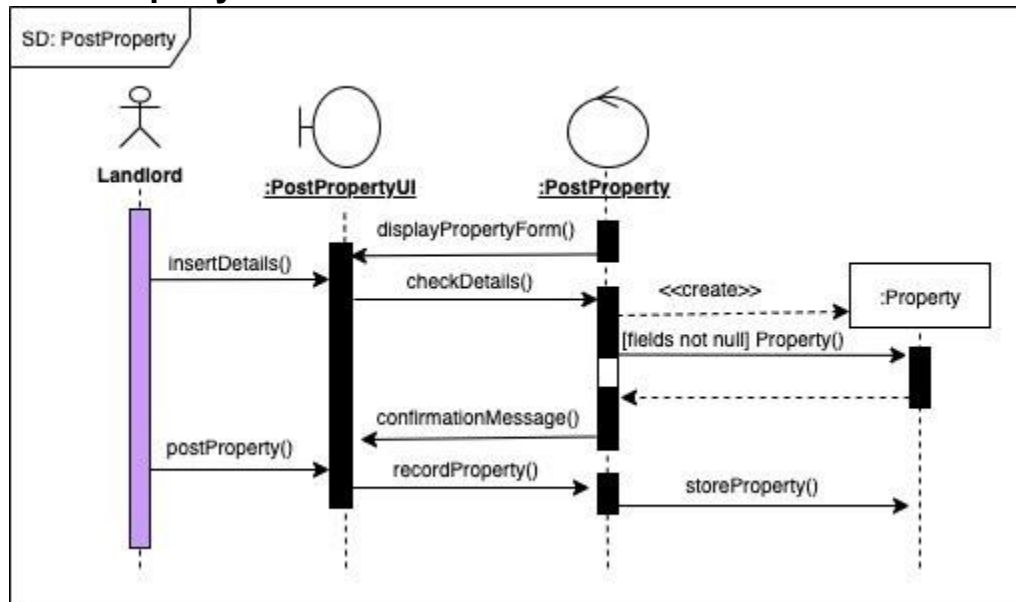 SD: PostProperty
Landlord
:PostPropertyUI
:PostProperty
displayPropertyForm()
insertDetails()
checkDetails()
<<create>>
:Property
[fields not null] Property()
confirmationMessage()
postProperty()
recordProperty()
storeProperty()